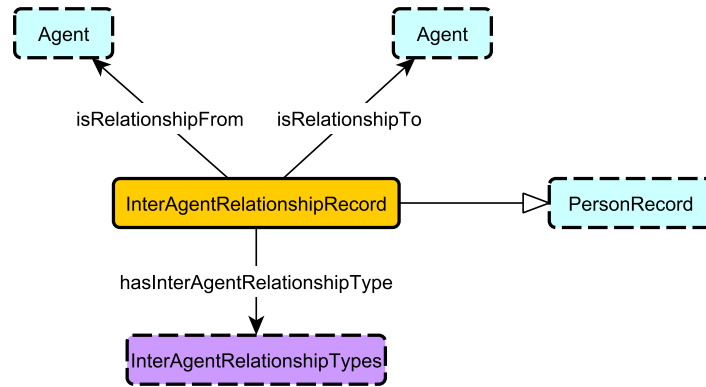 Agent
Agent
isRelationshipFrom
isRelationshipTo
InterAgentRelationshipRecord
PersonRecord
hasInterAgentRelationshipType
InterAgentRelationshipTypes